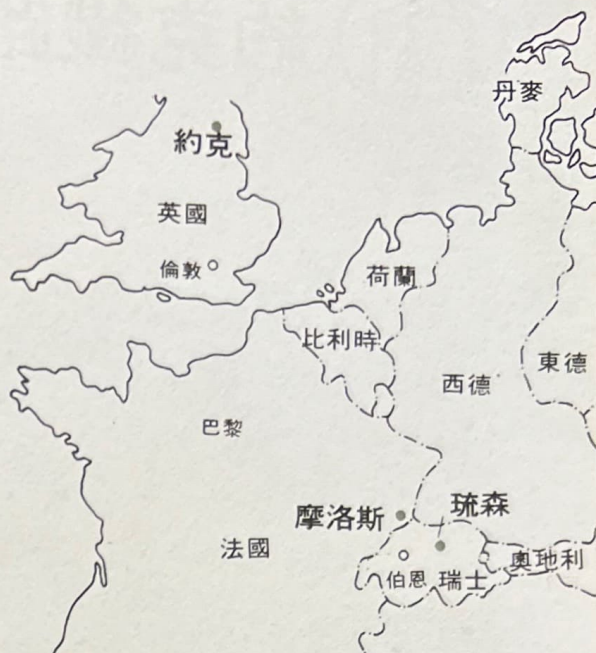 丹麥
約克
英國
倫敦
荷蘭
比利時
東德
西德
巴黎
琉森
摩洛斯
法國
奧地利
伯恩
瑞士